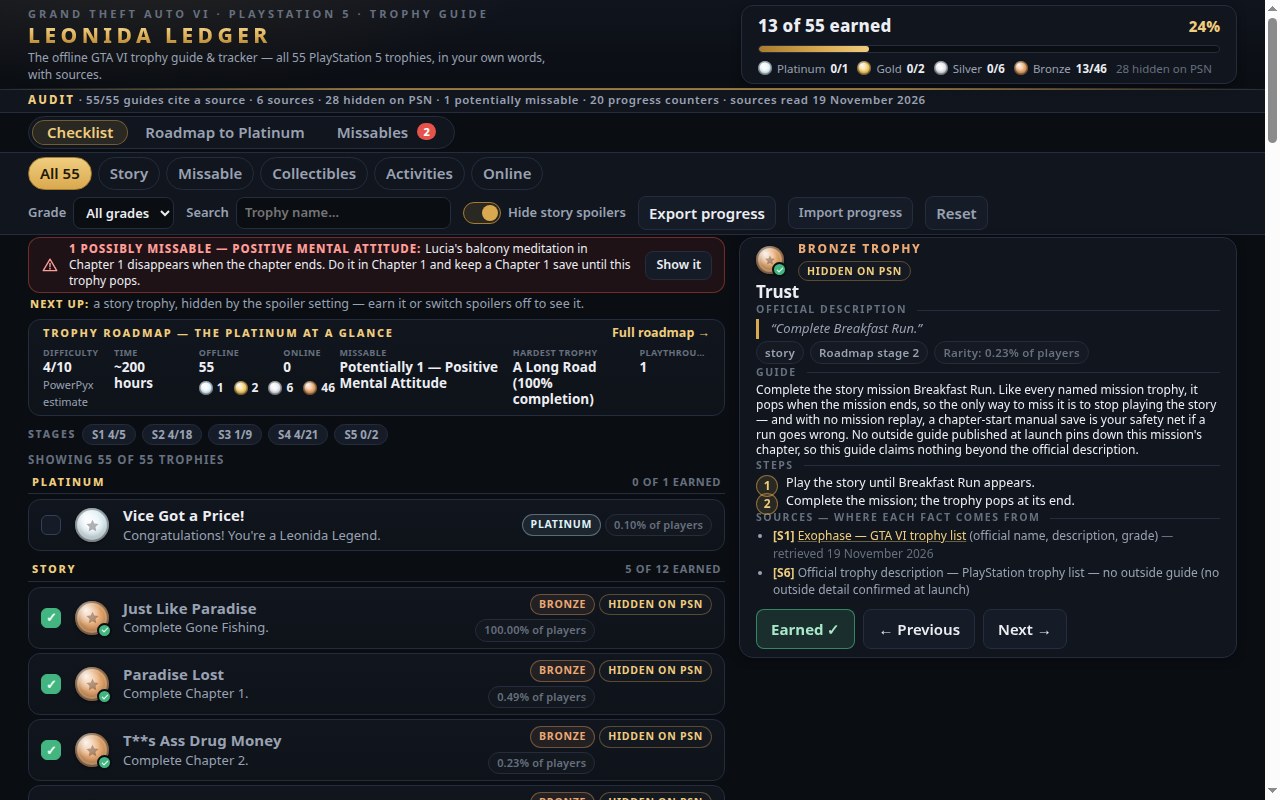 GRAND THEFT AUTO VI · PLAYSTATION 5 · TROPHY GUIDE
LEONIDA LEDGER
The offline GTA VI trophy guide & tracker — all 55 PlayStation 5 trophies, in your own words,
with sources.
13 of 55 earned
24%
Platinum 0/1 Gold 0/2 Silver 0/6 Bronze 13/46 28 hidden on PSN
AUDIT · 55/55 guides cite a source · 6 sources · 28 hidden on PSN · 1 potentially missable · 20 progress counters · sources read 19 November 2026
Checklist
Roadmap to Platinum
Missables 2
All 55
Story
Missable
Collectibles
Activities
Online
Grade
All grades
Search
Trophy name...
Hide story spoilers
Export progress
Import progress
Reset
1 POSSIBLY MISSABLE — POSITIVE MENTAL ATTITUDE: Lucia's balcony meditation in
Chapter 1 disappears when the chapter ends. Do it in Chapter 1 and keep a Chapter 1 save until this
trophy pops.
Show it
NEXT UP: a story trophy, hidden by the spoiler setting — earn it or switch spoilers off to see it.
TROPHY ROADMAP — THE PLATINUM AT A GLANCE
Full roadmap →
DIFFICULTY
4/10
PowerPyx
estimate
TIME
~200
hours
OFFLINE
55
1 2 6 46
ONLINE
0
MISSABLE
Potentially 1 — Positive
Mental Attitude
HARDEST TROPHY
A Long Road
(100%
completion)
PLAYTHROU...
1
STAGES
S1 4/5
S2 4/18
S3 1/9
S4 4/21
S5 0/2
SHOWING 55 OF 55 TROPHIES
PLATINUM
0 OF 1 EARNED
Vice Got a Price!
Congratulations! You're a Leonida Legend.
PLATINUM
0.10% of players
STORY
5 OF 12 EARNED
Just Like Paradise
Complete Gone Fishing.
BRONZE
HIDDEN ON PSN
100.00% of players
Paradise Lost
Complete Chapter 1.
BRONZE
HIDDEN ON PSN
0.49% of players
T**s Ass Drug Money
Complete Chapter 2.
BRONZE
HIDDEN ON PSN
0.23% of players
BRONZE TROPHY
HIDDEN ON PSN
Trust
OFFICIAL DESCRIPTION
“Complete Breakfast Run.”
story
Roadmap stage 2
Rarity: 0.23% of players
GUIDE
Complete the story mission Breakfast Run. Like every named mission trophy, it
pops when the mission ends, so the only way to miss it is to stop playing the story
— and with no mission replay, a chapter-start manual save is your safety net if a
run goes wrong. No outside guide published at launch pins down this mission's
chapter, so this guide claims nothing beyond the official description.
STEPS
1 Play the story until Breakfast Run appears.
2 Complete the mission; the trophy pops at its end.
SOURCES — WHERE EACH FACT COMES FROM
[S1] Exophase — GTA VI trophy list (official name, description, grade) —
retrieved 19 November 2026
[S6] Official trophy description — PlayStation trophy list — no outside guide (no
outside detail confirmed at launch)
Earned ✓
← Previous
Next →